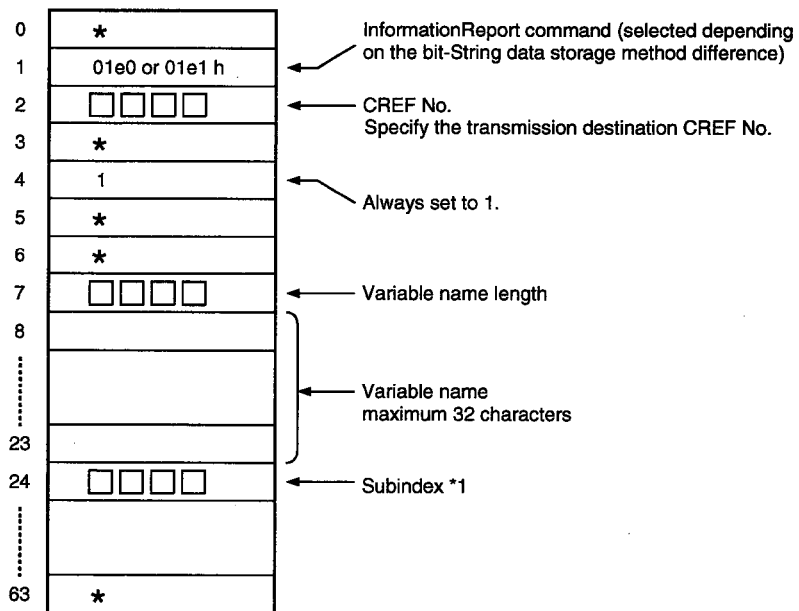 0 * InformationReport command (selected depending
on the bit-String data storage method difference)
1 01e0 or 01e1 h
2 □□□□ CREF No.
Specify the transmission destination CREF No.
3 *
4 1
Always set to 1.
5 *
6 *
7 □□□□ Variable name length
8
Variable name
maximum 32 characters
23
24 □□□□ Subindex *1
63 *